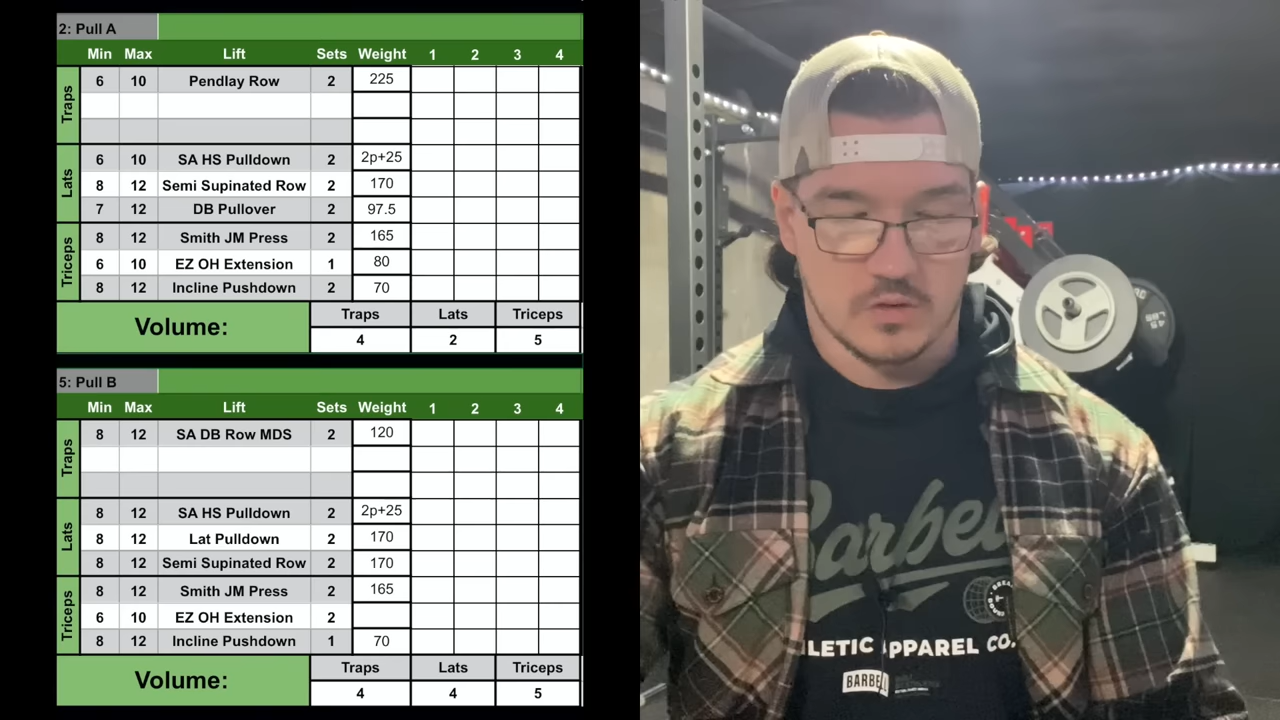 2: Pull A
Min Max Lift Sets Weight 1 2 3 4
Traps
6 10 Pendlay Row 2 225
Lats
6 10 SA HS Pulldown 2 2p+25
8 12 Semi Supinated Row 2 170
7 12 DB Pullover 2 97.5
Triceps
8 12 Smith JM Press 2 165
6 10 EZ OH Extension 1 80
8 12 Incline Pushdown 2 70
Volume:
Traps Lats Triceps
4 2 5
5: Pull B
Min Max Lift Sets Weight 1 2 3 4
Traps
8 12 SA DB Row MDS 2 120
Lats
8 12 SA HS Pulldown 2 2p+25
8 12 Lat Pulldown 2 170
8 12 Semi Supinated Row 2 170
Triceps
8 12 Smith JM Press 2 165
6 10 EZ OH Extension 2
8 12 Incline Pushdown 1 70
Volume:
Traps Lats Triceps
4 4 5
45
LBS
Barbel
LETIC APPAREL CO.
BARBELL